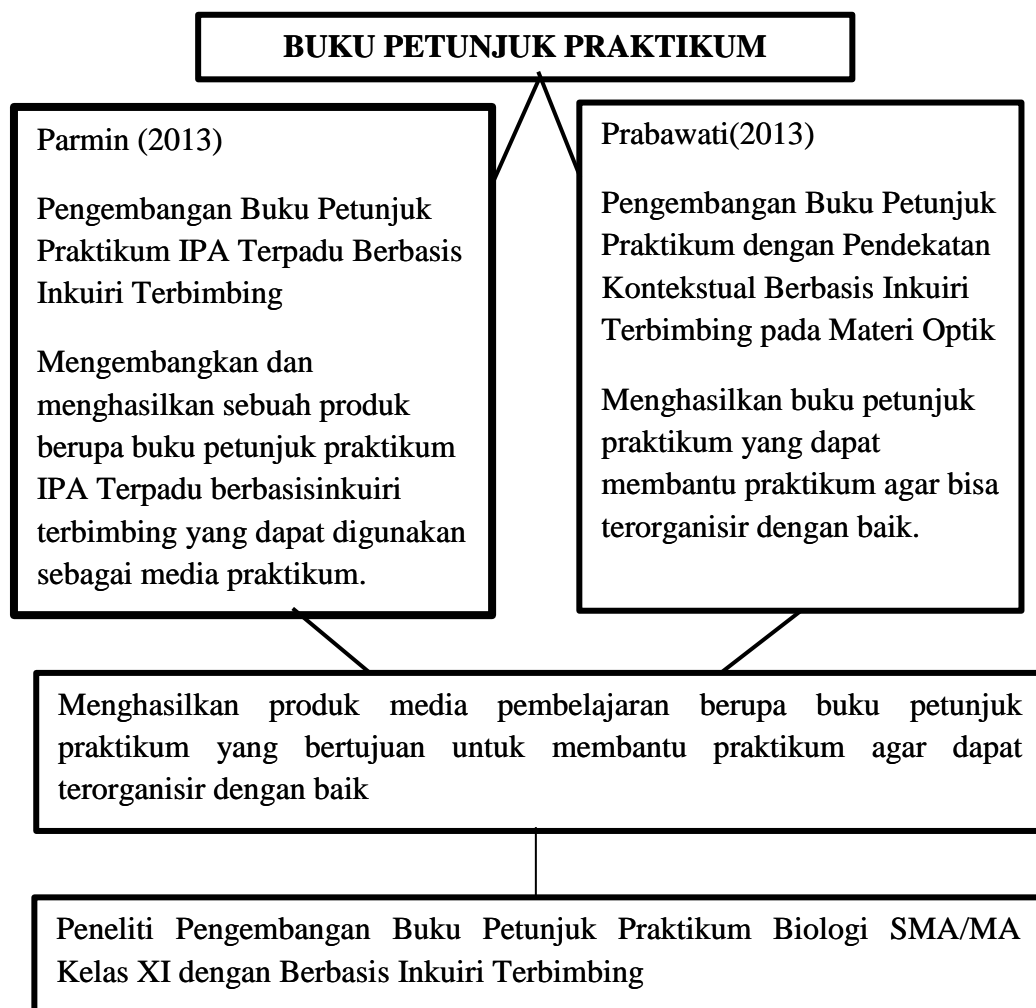 BUKU PETUNJUK PRAKTIKUM
Parmin (2013)
Pengembangan Buku Petunjuk
Praktikum IPA Terpadu Berbasis
Inkuiri Terbimbing
Mengembangkan dan
menghasilkan sebuah produk
berupa buku petunjuk praktikum
IPA Terpadu berbasisinkuiri
terbimbing yang dapat digunakan
sebagai media praktikum.
Prabawati(2013)
Pengembangan Buku Petunjuk
Praktikum dengan Pendekatan
Kontekstual Berbasis Inkuiri
Terbimbing pada Materi Optik
Menghasilkan buku petunjuk
praktikum yang dapat
membantu praktikum agar bisa
terorganisir dengan baik.
Menghasilkan produk media pembelajaran berupa buku petunjuk
praktikum yang bertujuan untuk membantu praktikum agar dapat
terorganisir dengan baik
Peneliti Pengembangan Buku Petunjuk Praktikum Biologi SMA/MA
Kelas XI dengan Berbasis Inkuiri Terbimbing